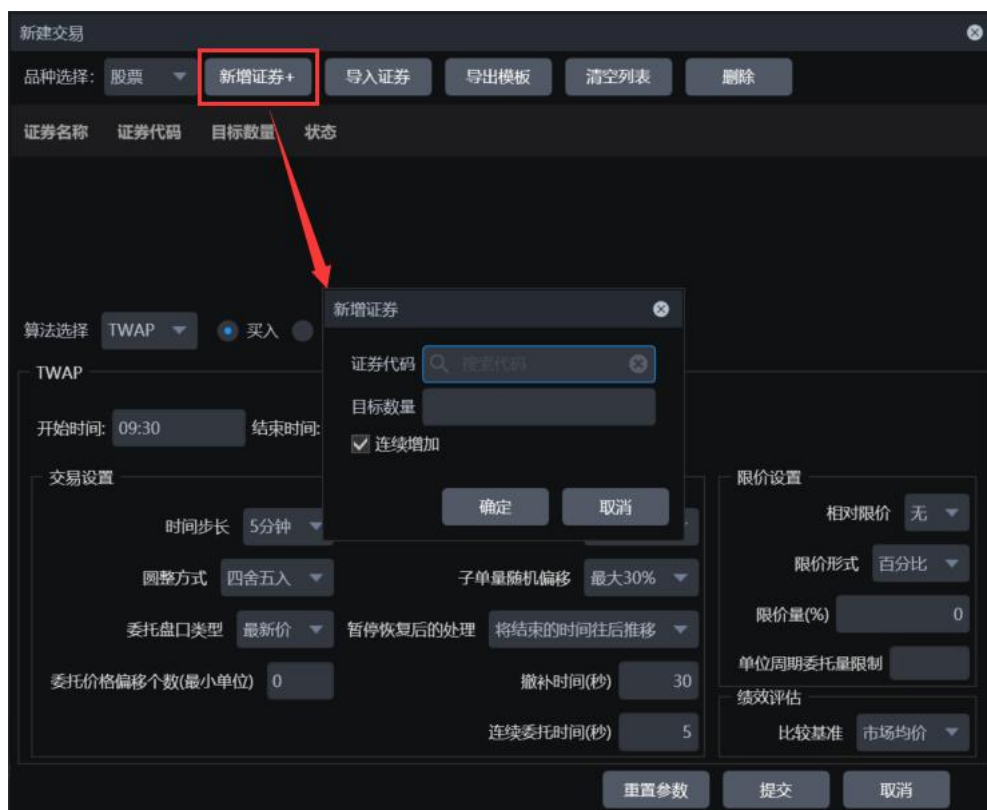 新建交易
品种选择: 股票 新增证券+ 导入证券 导出模板 清空列表 删除
证券名称 证券代码 目标数量 状态
算法选择 TWAP 买入
新增证券
证券代码 搜索代码
目标数量
连续增加
确定 取消
TWAP
开始时间: 09:30 结束时间:
交易设置
时间步长 5分钟
圆整方式 四舍五入 子单量随机偏移 最大30%
委托盘口类型 最新价 暂停恢复后的处理 将结束的时间往后推移
委托价格偏移个数(最小单位) 0 撤补时间(秒) 30
连续委托时间(秒) 5
限价设置
相对限价 无
限价形式 百分比
限价量(%) 0
单位周期委托量限制
绩效评估
比较基准 市场均价
重置参数 提交 取消